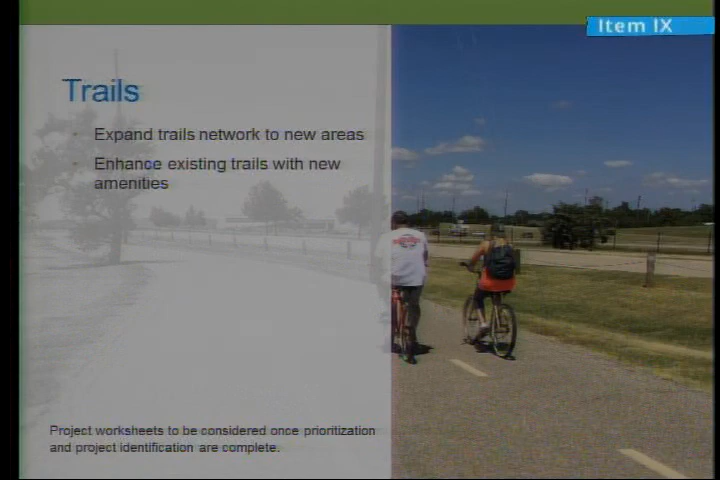 Item IX
Trails
Expand trails network to new areas
Enhance existing trails with new
amenities
Project worksheets to be considered once prioritization
and project identification are complete.